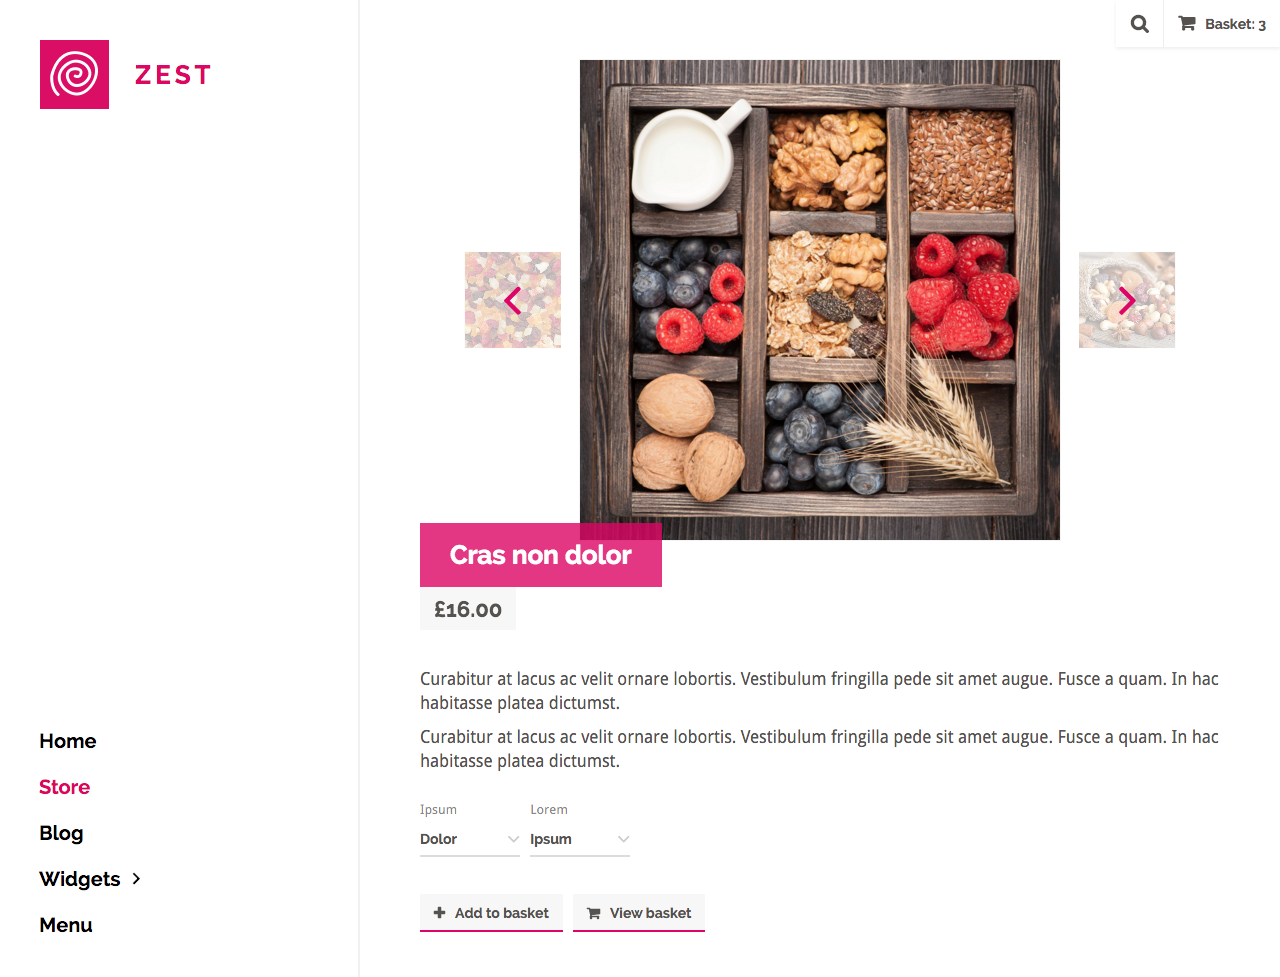 ZEST
Basket: 3
Cras non dolor
£16.00
Curabitur at lacus ac velit ornare lobortis. Vestibulum fringilla pede sit amet augue. Fusce a quam. In hac
habitasse platea dictumst.
Curabitur at lacus ac velit ornare lobortis. Vestibulum fringilla pede sit amet augue. Fusce a quam. In hac
habitasse platea dictumst.
Ipsum Lorem
Dolor Ipsum
Add to basket View basket
Home
Store
Blog
Widgets
Menu